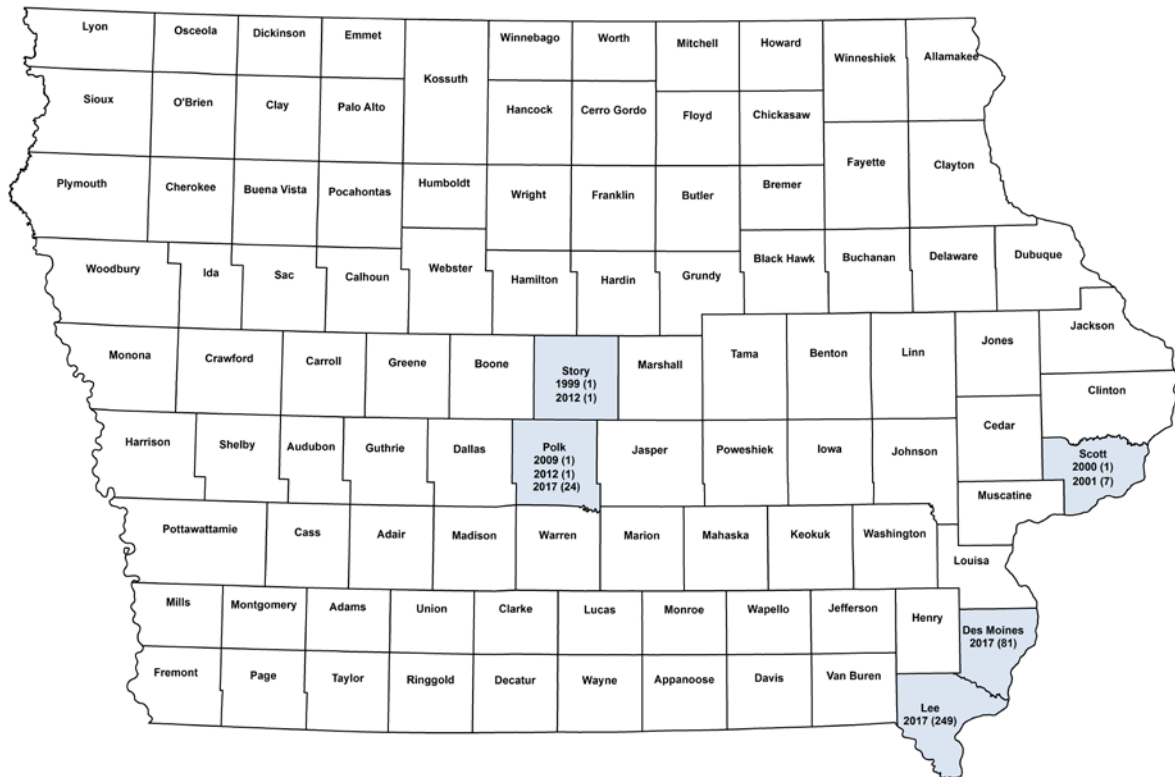 Lyon
Osceola
Dickinson
Emmet
Kossuth
Winnebago
Worth
Mitchell
Howard
Winneshiek
Allamakee
Sioux
O'Brien
Clay
Palo Alto
Hancock
Cerro Gordo
Floyd
Chickasaw
Fayette
Clayton
Plymouth
Cherokee
Buena Vista
Pocahontas
Humboldt
Wright
Franklin
Butler
Bremer
Woodbury
Ida
Sac
Calhoun
Webster
Hamilton
Hardin
Grundy
Black Hawk
Buchanan
Delaware
Dubuque
Monona
Crawford
Carroll
Greene
Boone
Story
1999 (1)
2012 (1)
Marshall
Tama
Benton
Linn
Jones
Jackson
Clinton
Harrison
Shelby
Audubon
Guthrie
Dallas
Polk
2009 (1)
2012 (1)
2017 (24)
Jasper
Poweshiek
Iowa
Johnson
Cedar
Scott
2000 (1)
2001 (7)
Muscatine
Pottawattamie
Cass
Adair
Madison
Warren
Marion
Mahaska
Keokuk
Washington
Louisa
Mills
Montgomery
Adams
Union
Clarke
Lucas
Monroe
Wapello
Jefferson
Henry
Des Moines
2017 (81)
Fremont
Page
Taylor
Ringgold
Decatur
Wayne
Appanoose
Davis
Van Buren
Lee
2017 (249)